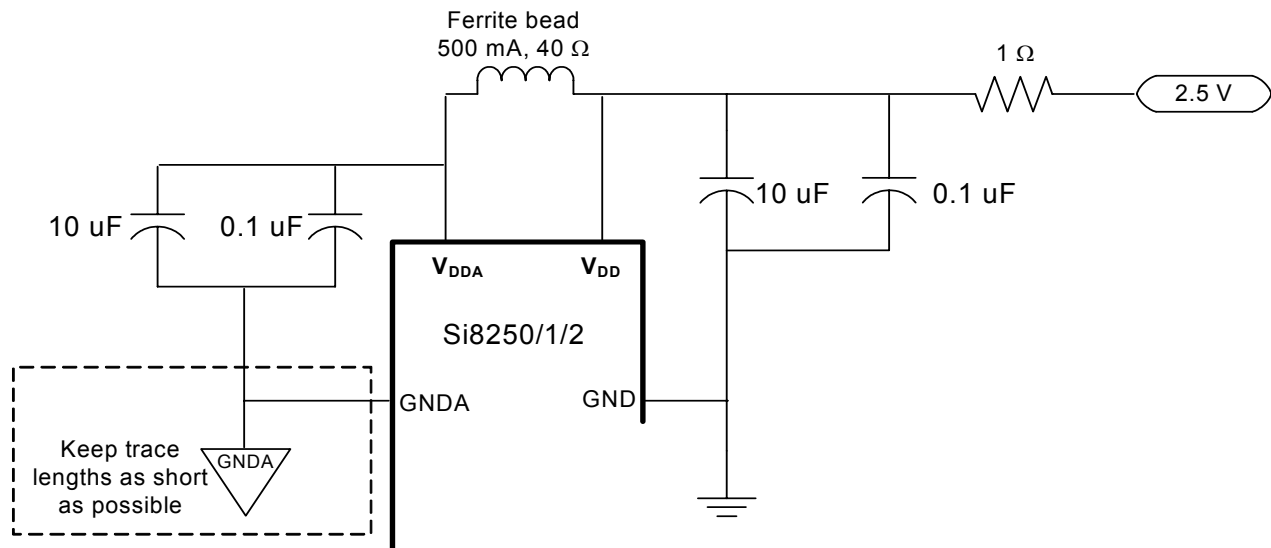 Ferrite bead
500 mA, 40 Ω
1 Ω
2.5 V
10 uF
0.1 uF
10 uF
0.1 uF
VDDA
VDD
Si8250/1/2
GNDA
GND
Keep trace
lengths as short
as possible
GNDA